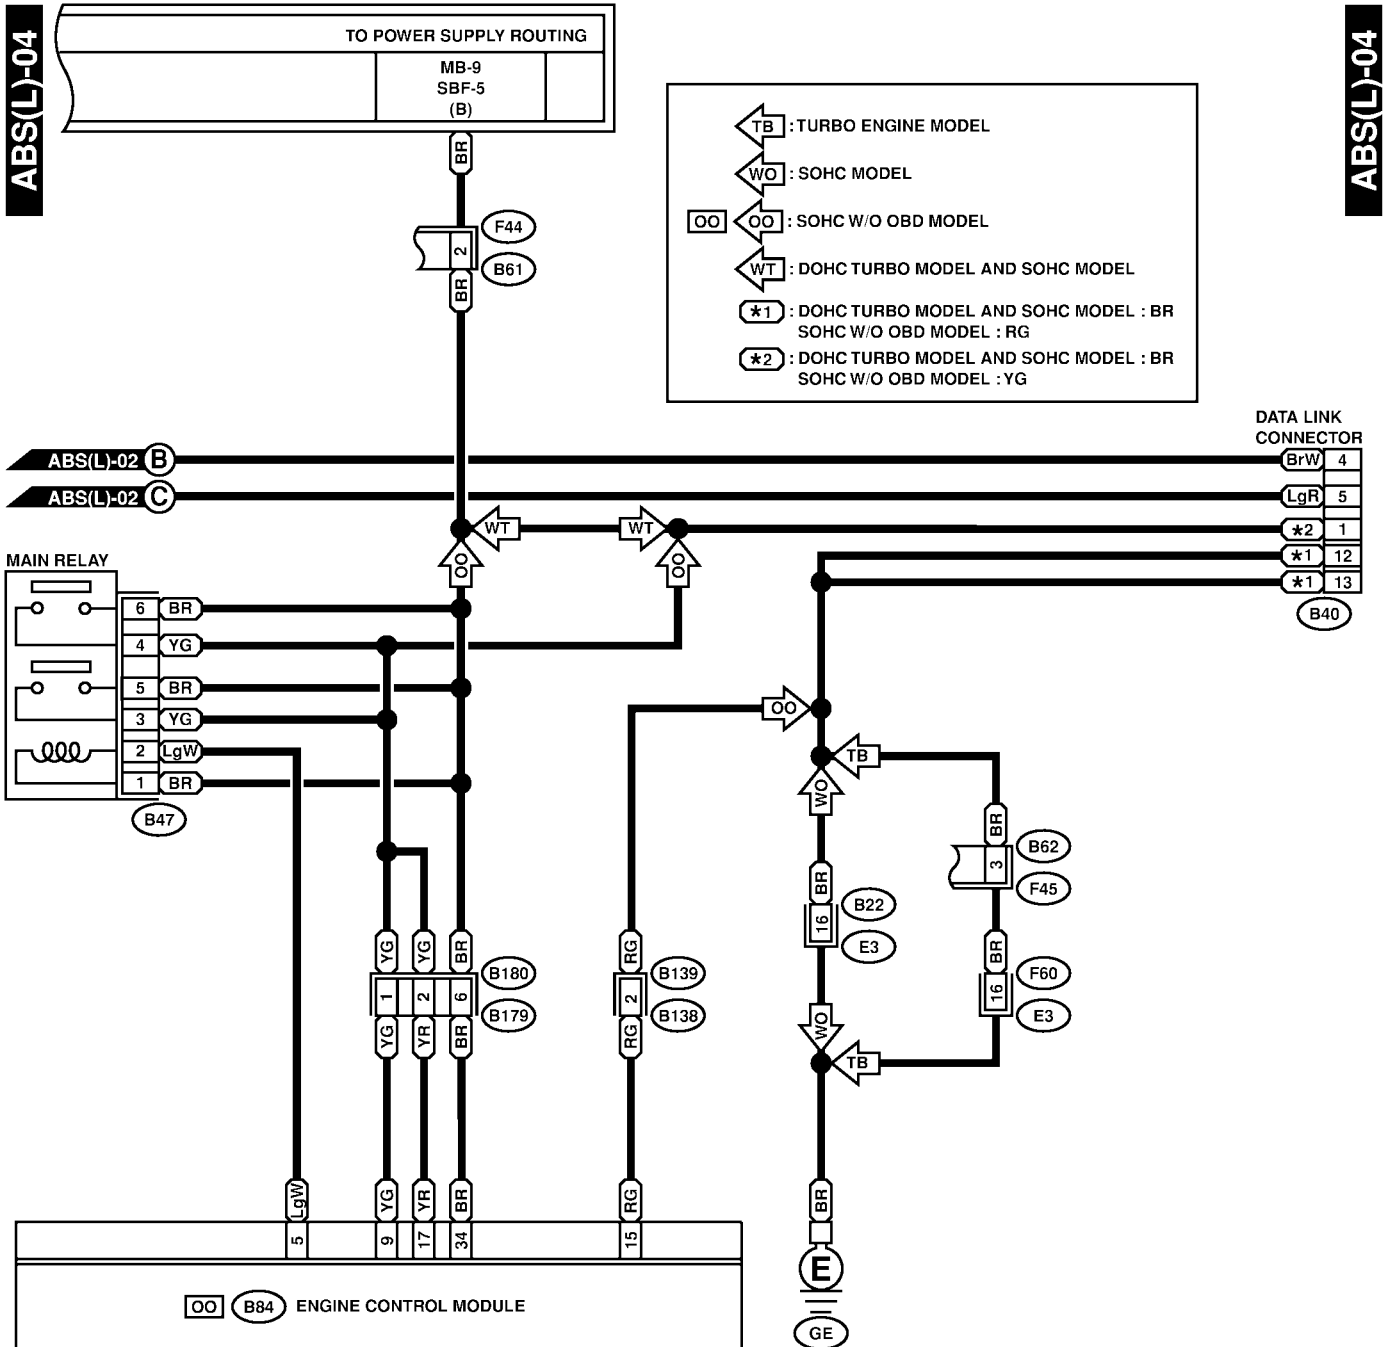 ABS(L)-04
TO POWER SUPPLY ROUTING
MB-9
SBF-5
(B)
ABS(L)-04
BR
2
F44
B61
BR
TB : TURBO ENGINE MODEL
WO : SOHC MODEL
OO OO : SOHC W/O OBD MODEL
WT : DOHC TURBO MODEL AND SOHC MODEL
*1 : DOHC TURBO MODEL AND SOHC MODEL : BR
SOHC W/O OBD MODEL : RG
*2 : DOHC TURBO MODEL AND SOHC MODEL : BR
SOHC W/O OBD MODEL : YG
DATA LINK
CONNECTOR
ABS(L)-02 B
BrW 4
ABS(L)-02 C
LgR 5
WT WT
*2 1
*1 12
*1 13
B40
OO OO
MAIN RELAY
6 BR
4 YG
5 BR
3 YG
2 LgW
1 BR
B47
OO
TB
WO
BR
3
B62
F45
BR
16
B22
E3
BR
16
F60
E3
YG YG BR
1 2 6
B180
B179
YG YR BR
RG
2
B139
B138
RG
WO
TB
LgW YG YR BR RG BR
5 9 17 34 15
E
GE
OO B84 ENGINE CONTROL MODULE